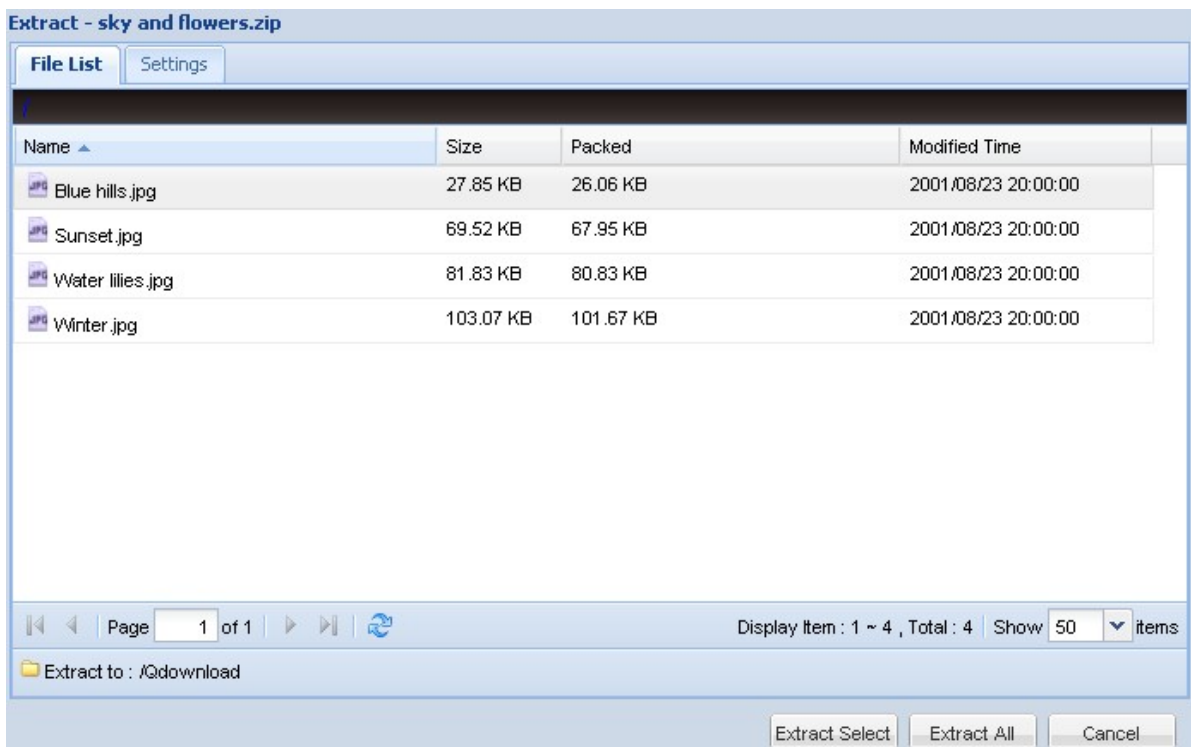 Extract - sky and flowers.zip
File List Settings
/
Name Size Packed Modified Time
JPG Blue hills.jpg 27.85 KB 26.06 KB 2001/08/23 20:00:00
JPG Sunset.jpg 69.52 KB 67.95 KB 2001/08/23 20:00:00
JPG Water lilies.jpg 81.83 KB 80.83 KB 2001/08/23 20:00:00
JPG Winter.jpg 103.07 KB 101.67 KB 2001/08/23 20:00:00
Page 1 of 1 Display Item : 1 ~ 4 , Total : 4 Show 50 items
Extract to : /Qdownload
Extract Select Extract All Cancel